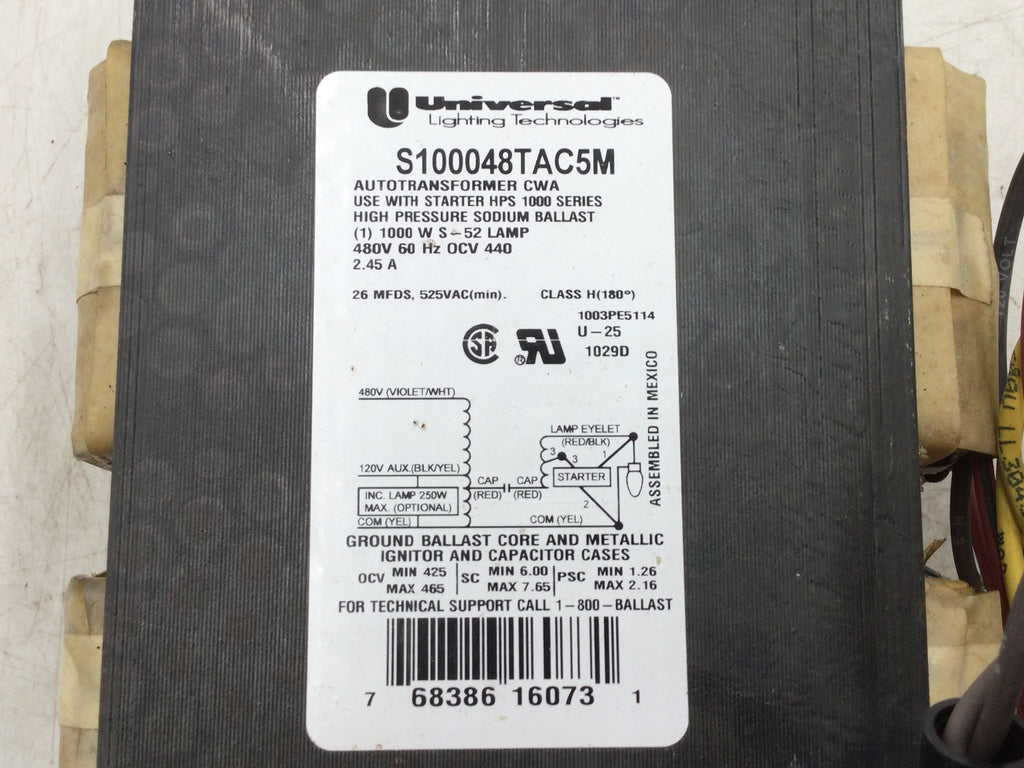 Universal™
Lighting Technologies
S100048TAC5M
AUTOTRANSFORMER CWA
USE WITH STARTER HPS 1000 SERIES
HIGH PRESSURE SODIUM BALLAST
(1) 1000 W S-52 LAMP
480V 60 Hz OCV 440
2.45 A
26 MFDS, 525VAC(min). CLASS H(180°)
1003PE5114
U-25
1029D
ASSEMBLED IN MEXICO
480V (VIOLET/WHT)
LAMP EYELET
(RED/BLK)
3 3 1
120V AUX.(BLK/YEL)
STARTER
CAP CAP
(RED) (RED)
INC. LAMP 250W
MAX. (OPTIONAL)
2
COM (YEL) COM (YEL)
GROUND BALLAST CORE AND METALLIC
IGNITOR AND CAPACITOR CASES
OCV MIN 425 SC MIN 6.00 PSC MIN 1.26
MAX 465 MAX 7.65 MAX 2.16
FOR TECHNICAL SUPPORT CALL 1-800-BALLAST
7 68386 16073 1
120 VOLT